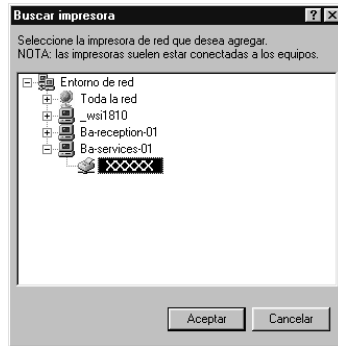 Buscar impresora
Seleccione la impresora de red que desea agregar.
NOTA: las impresoras suelen estar conectadas a los equipos.
Entorno de red
Toda la red
_wsi1810
Ba-reception-01
Ba-services-01
XXXXX
Aceptar Cancelar